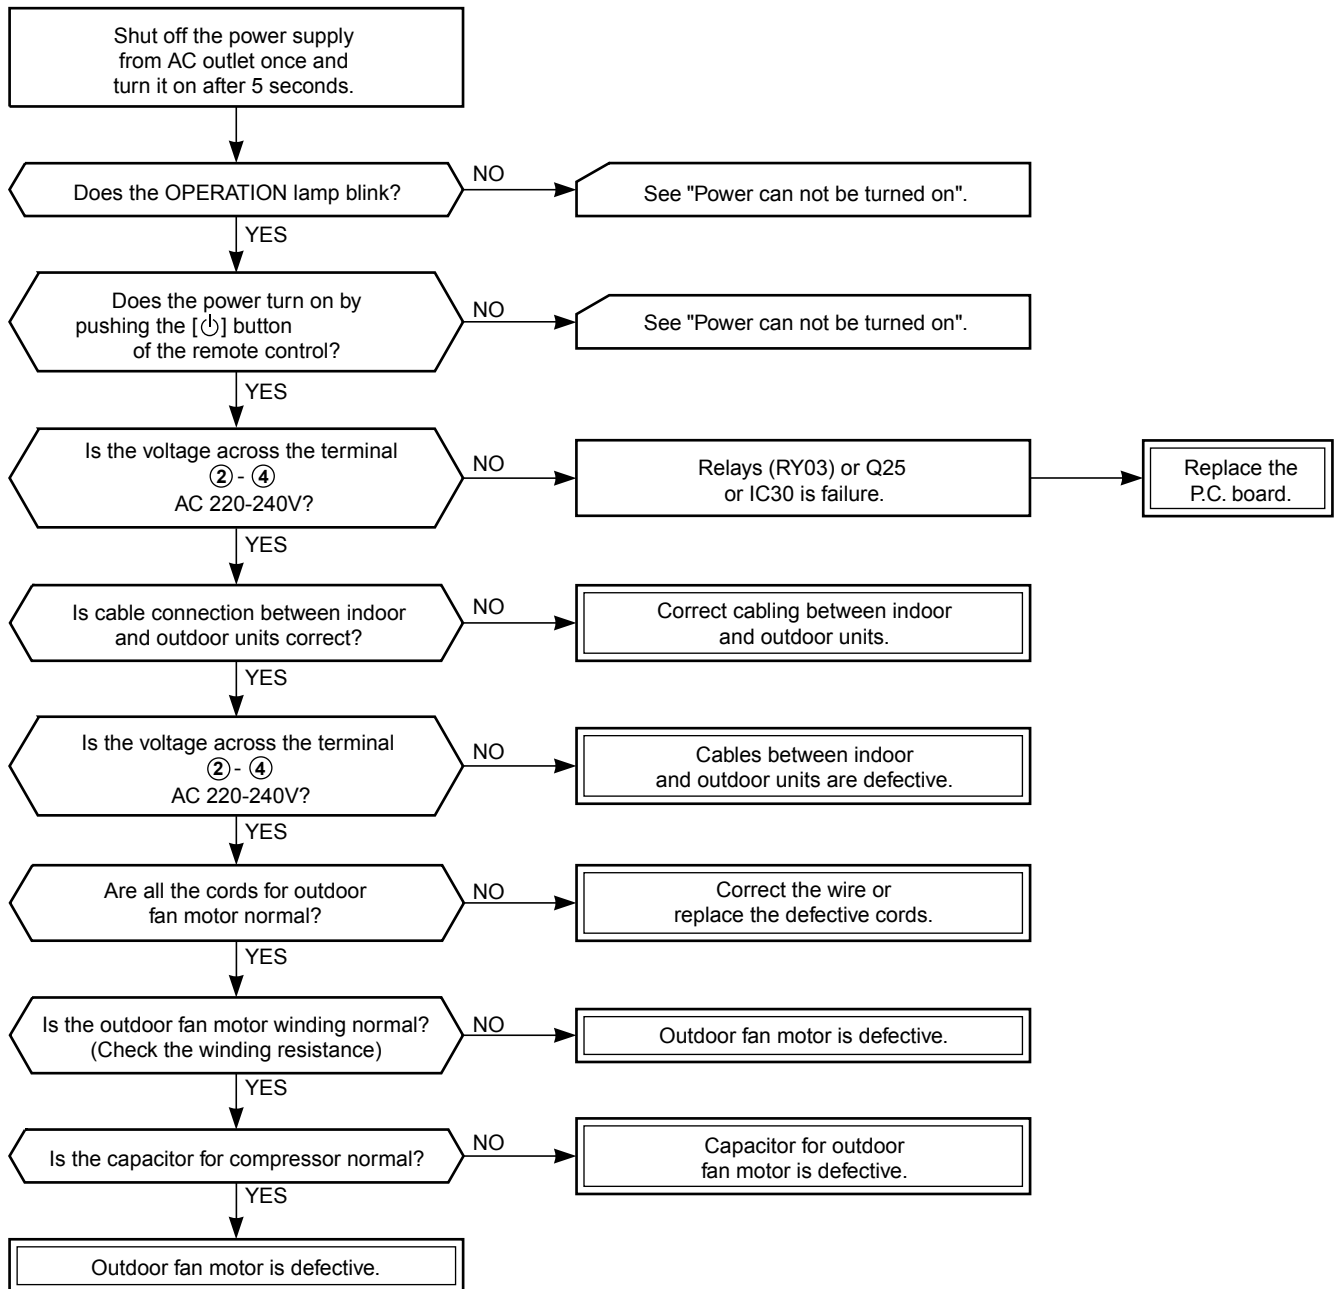 Shut off the power supply
from AC outlet once and
turn it on after 5 seconds.
Does the OPERATION lamp blink?
NO
See "Power can not be turned on".
YES
Does the power turn on by
pushing the [⏻] button
of the remote control?
NO
See "Power can not be turned on".
YES
Is the voltage across the terminal
② - ④
AC 220-240V?
NO
Relays (RY03) or Q25
or IC30 is failure.
Replace the
P.C. board.
YES
Is cable connection between indoor
and outdoor units correct?
NO
Correct cabling between indoor
and outdoor units.
YES
Is the voltage across the terminal
② - ④
AC 220-240V?
NO
Cables between indoor
and outdoor units are defective.
YES
Are all the cords for outdoor
fan motor normal?
NO
Correct the wire or
replace the defective cords.
YES
Is the outdoor fan motor winding normal?
(Check the winding resistance)
NO
Outdoor fan motor is defective.
YES
Is the capacitor for compressor normal?
NO
Capacitor for outdoor
fan motor is defective.
YES
Outdoor fan motor is defective.